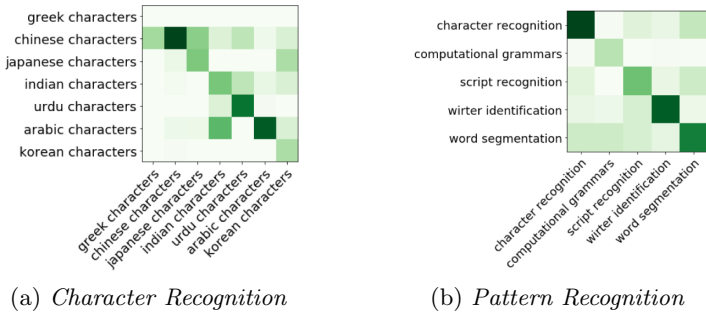 greek characters
chinese characters
japanese characters
indian characters
urdu characters
arabic characters
korean characters
greek characters
chinese characters
japanese characters
indian characters
urdu characters
arabic characters
korean characters
(a) Character Recognition
character recognition
computational grammars
script recognition
wirter identification
word segmentation
character recognition
computational grammars
script recognition
wirter identification
word segmentation
(b) Pattern Recognition